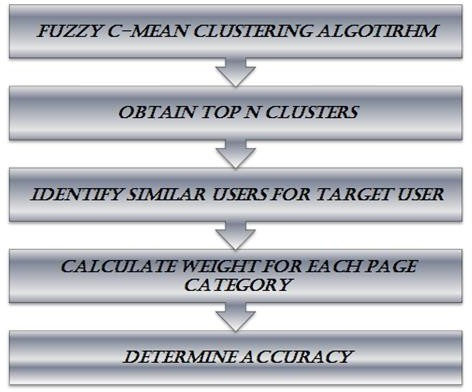 FUZZY C-MEAN CLUSTERING ALGOTIRHM
OBTAIN TOP N CLUSTERS
IDENTIFY SIMILAR USERS FOR TARGET USER
CALCULATE WEIGHT FOR EACH PAGE
CATEGORY
DETERMINE ACCURACY